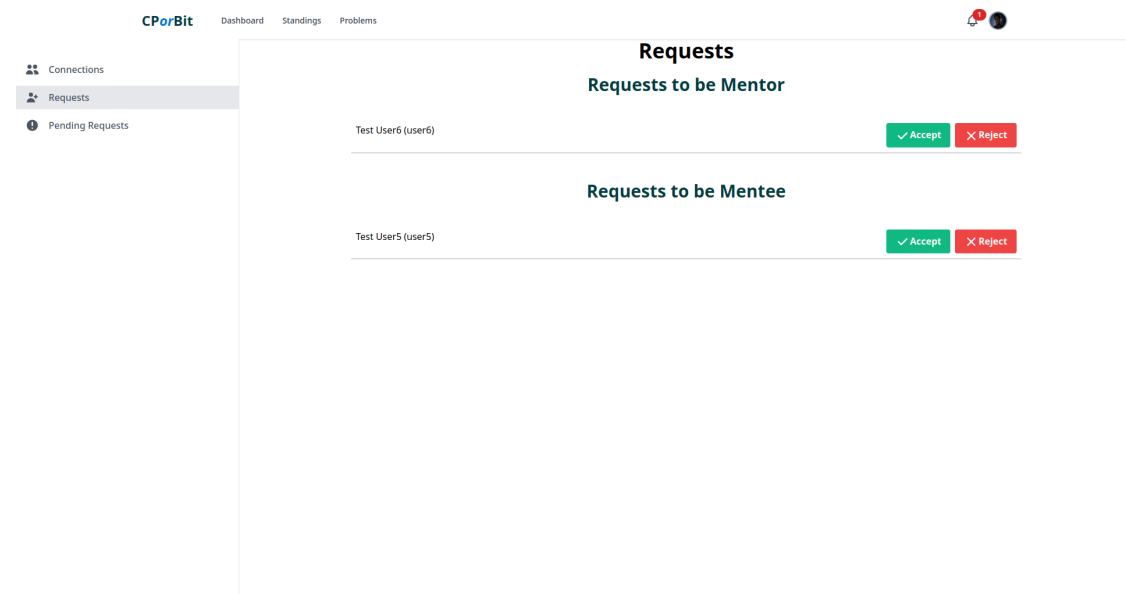 CPorBit Dashboard Standings Problems 1
Connections
Requests
Pending Requests
Requests
Requests to be Mentor
Test User6 (user6) Accept Reject
Requests to be Mentee
Test User5 (user5) Accept Reject